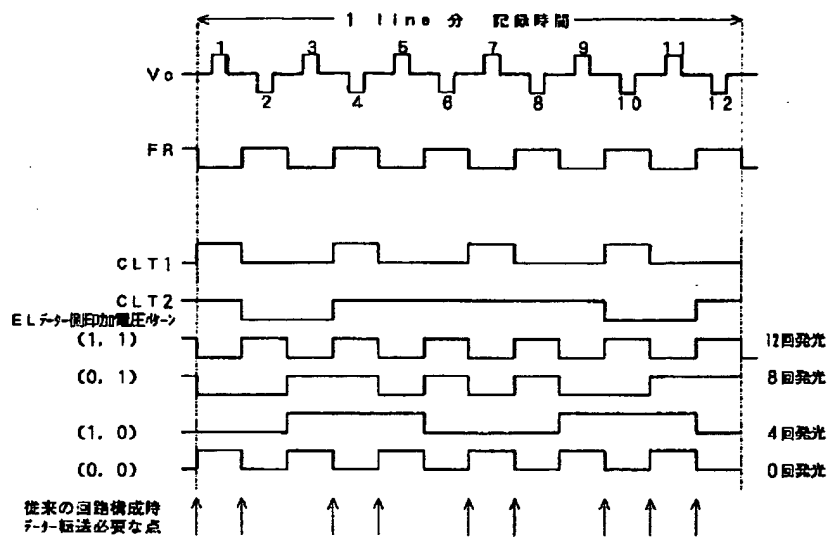 1 line 分 記録時間
1 3 5 7 9 11
Vc
2 4 6 8 10 12
FR
CLT1
CLT2
ELデーター側印加電圧パターン
(1, 1) 12回発光
(0, 1) 8回発光
(1, 0) 4回発光
(0, 0) 0回発光
従来の回路構成時
データー転送必要な点